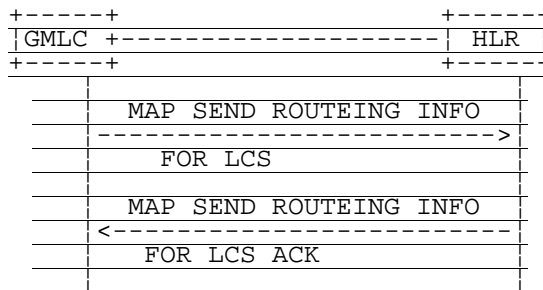 GMLC HLR
MAP SEND ROUTEING INFO
FOR LCS
MAP SEND ROUTEING INFO
FOR LCS ACK